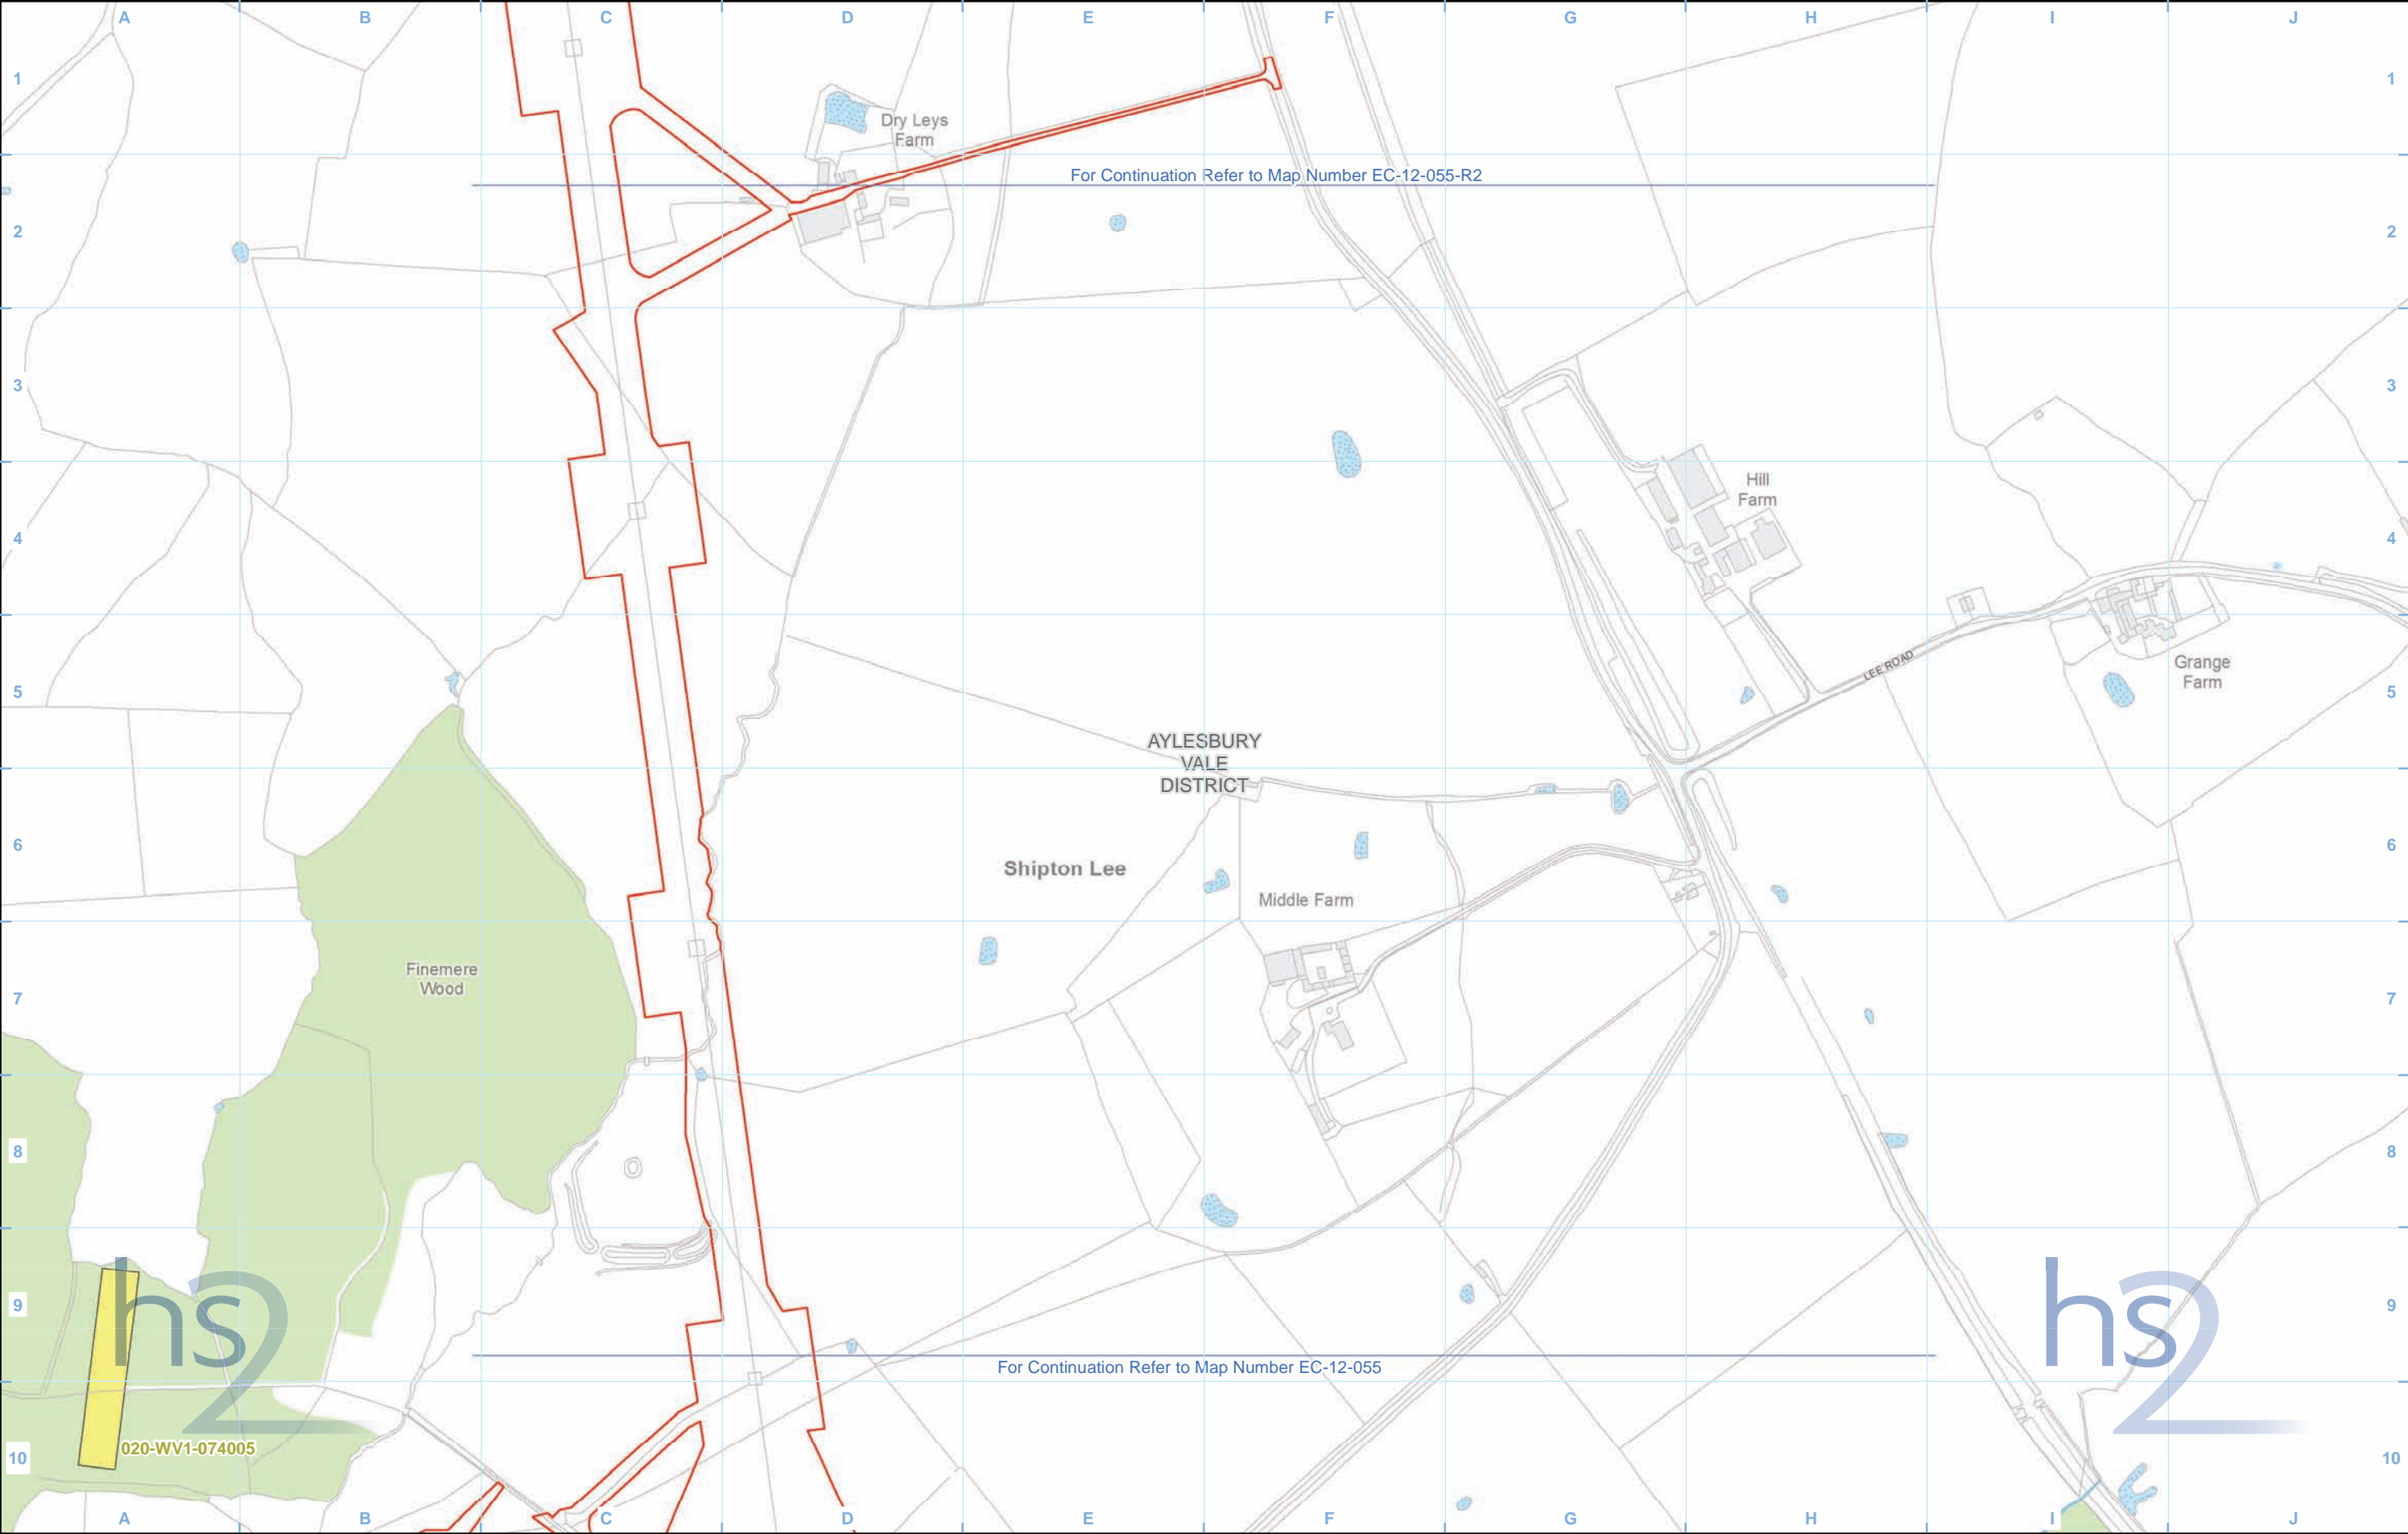 A B C D E F G H I J
1 1
Dry Leys
Farm
For Continuation Refer to Map Number EC-12-055-R2
2 2
3 3
Hill
Farm
4 4
LEE ROAD
Grange
Farm
5 5
AYLESBURY
VALE
DISTRICT
6 6
Shipton Lee
Middle Farm
Finemere
Wood
7 7
8 8
hs2 hs2
9 9
For Continuation Refer to Map Number EC-12-055
020-WV1-074005
10 10
A B C D E F G H I J